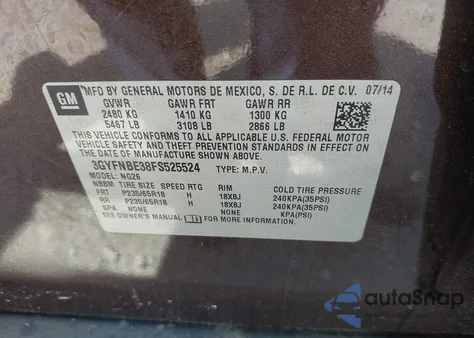 GM MFD BY GENERAL MOTORS DE MEXICO, S. DE R.L. DE C.V. 07/14
GVWR GAWR FRT GAWR RR
2480 KG 1410 KG 1300 KG
5467 LB 3108 LB 2866 LB
THIS VEHICLE CONFORMS TO ALL APPLICABLE U.S. FEDERAL MOTOR
VEHICLE SAFETY AND THEFT PREVENTION STANDARDS IN EFFECT ON
THE DATE OF MANUFACTURE SHOWN ABOVE.
3GYFNBE38FS525524 TYPE: M.P.V.
MODEL: NG26
NBBM TIRE SIZE SPEED RTG RIM COLD TIRE PRESSURE
FRT P235/65R18 H 18X8J 240KPA(35PSI)
RR P235/65R18 H 18X8J 240KPA(35PSI)
SPA NONE NONE KPA(PSI)
SEE OWNER'S MANUAL FOR ADDITIONAL INFORMATION
autoSnap